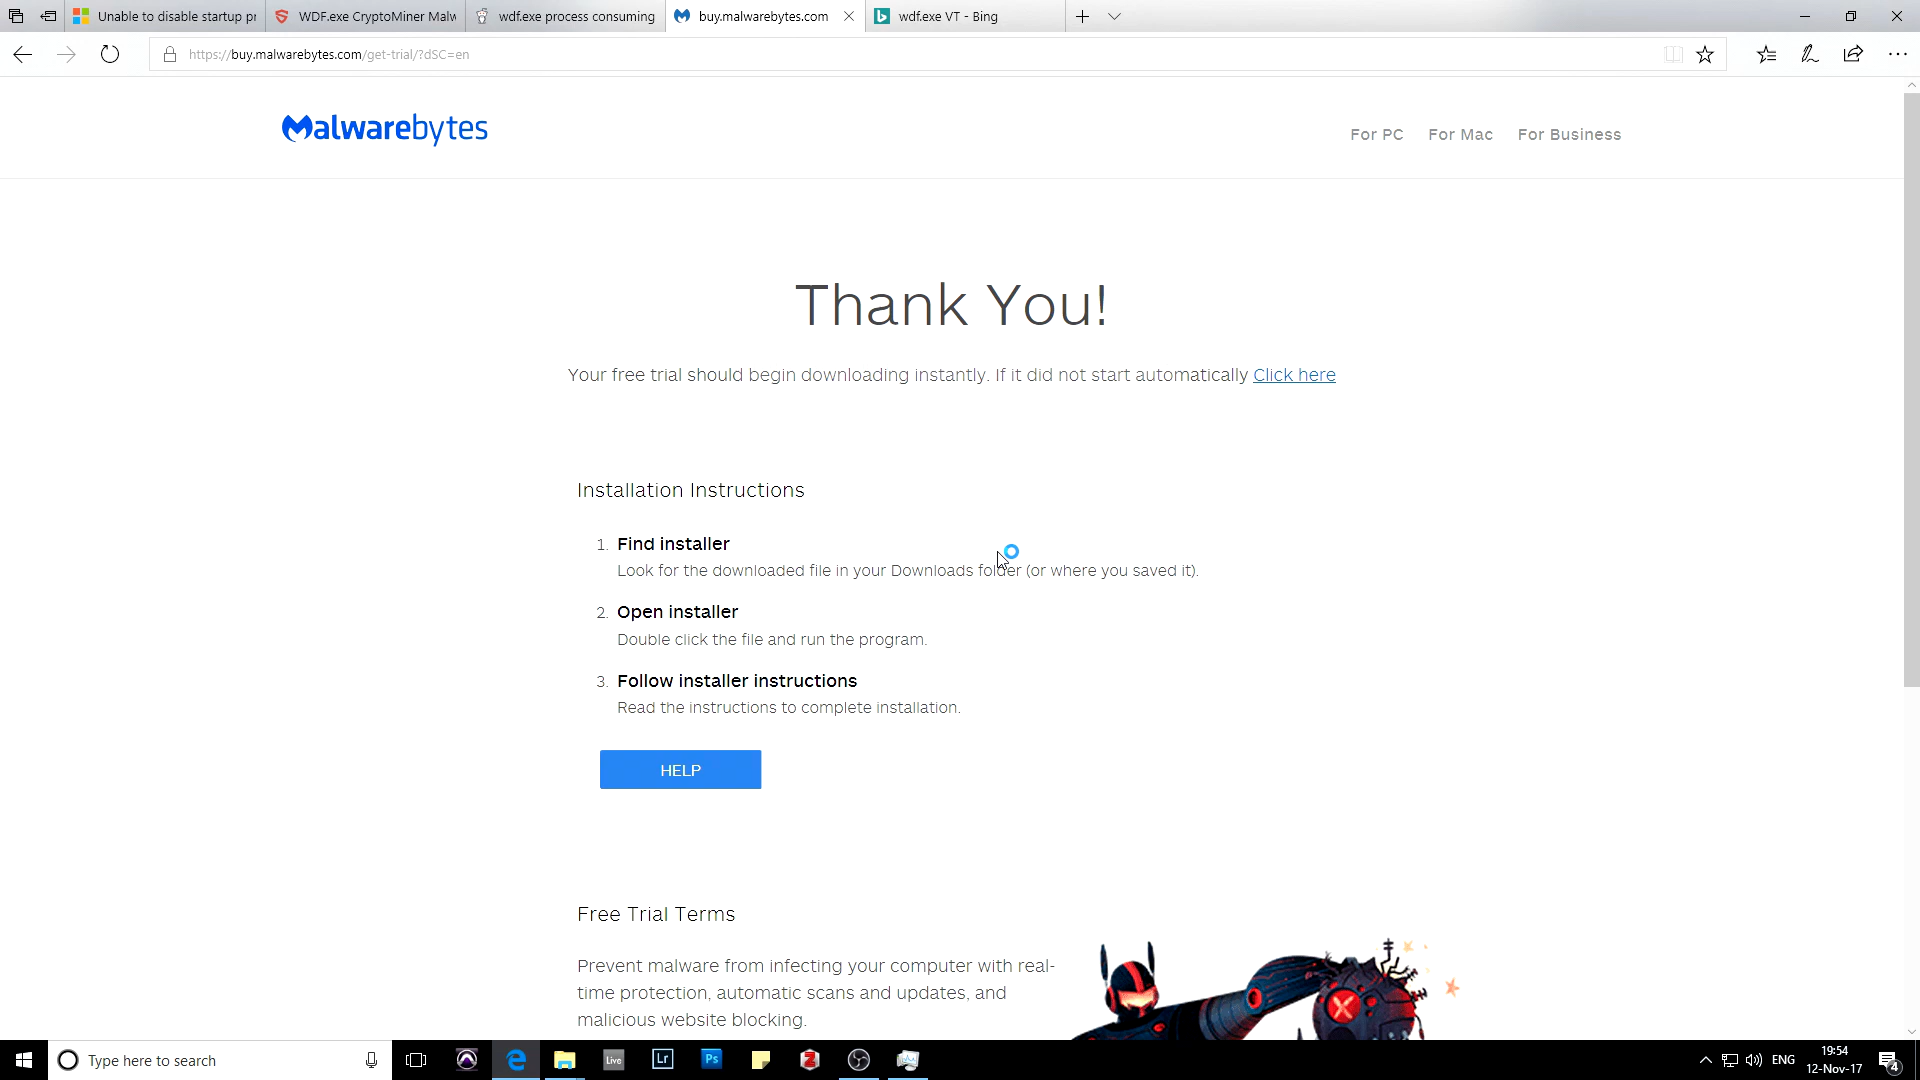 Unable to disable startup pr
WDF.exe CryptoMiner Malw
wdf.exe process consuming
buy.malwarebytes.com
wdf.exe VT - Bing
https://buy.malwarebytes.com/get-trial/?dSC=en
Malwarebytes
For PC
For Mac
For Business
Thank You!
Your free trial should begin downloading instantly. If it did not start automatically Click here
Installation Instructions
1. Find installer
Look for the downloaded file in your Downloads folder (or where you saved it).
2. Open installer
Double click the file and run the program.
3. Follow installer instructions
Read the instructions to complete installation.
HELP
Free Trial Terms
Prevent malware from infecting your computer with real-
time protection, automatic scans and updates, and
malicious website blocking.
Type here to search
Live
Lr
Ps
ENG
19:54
12-Nov-17
4